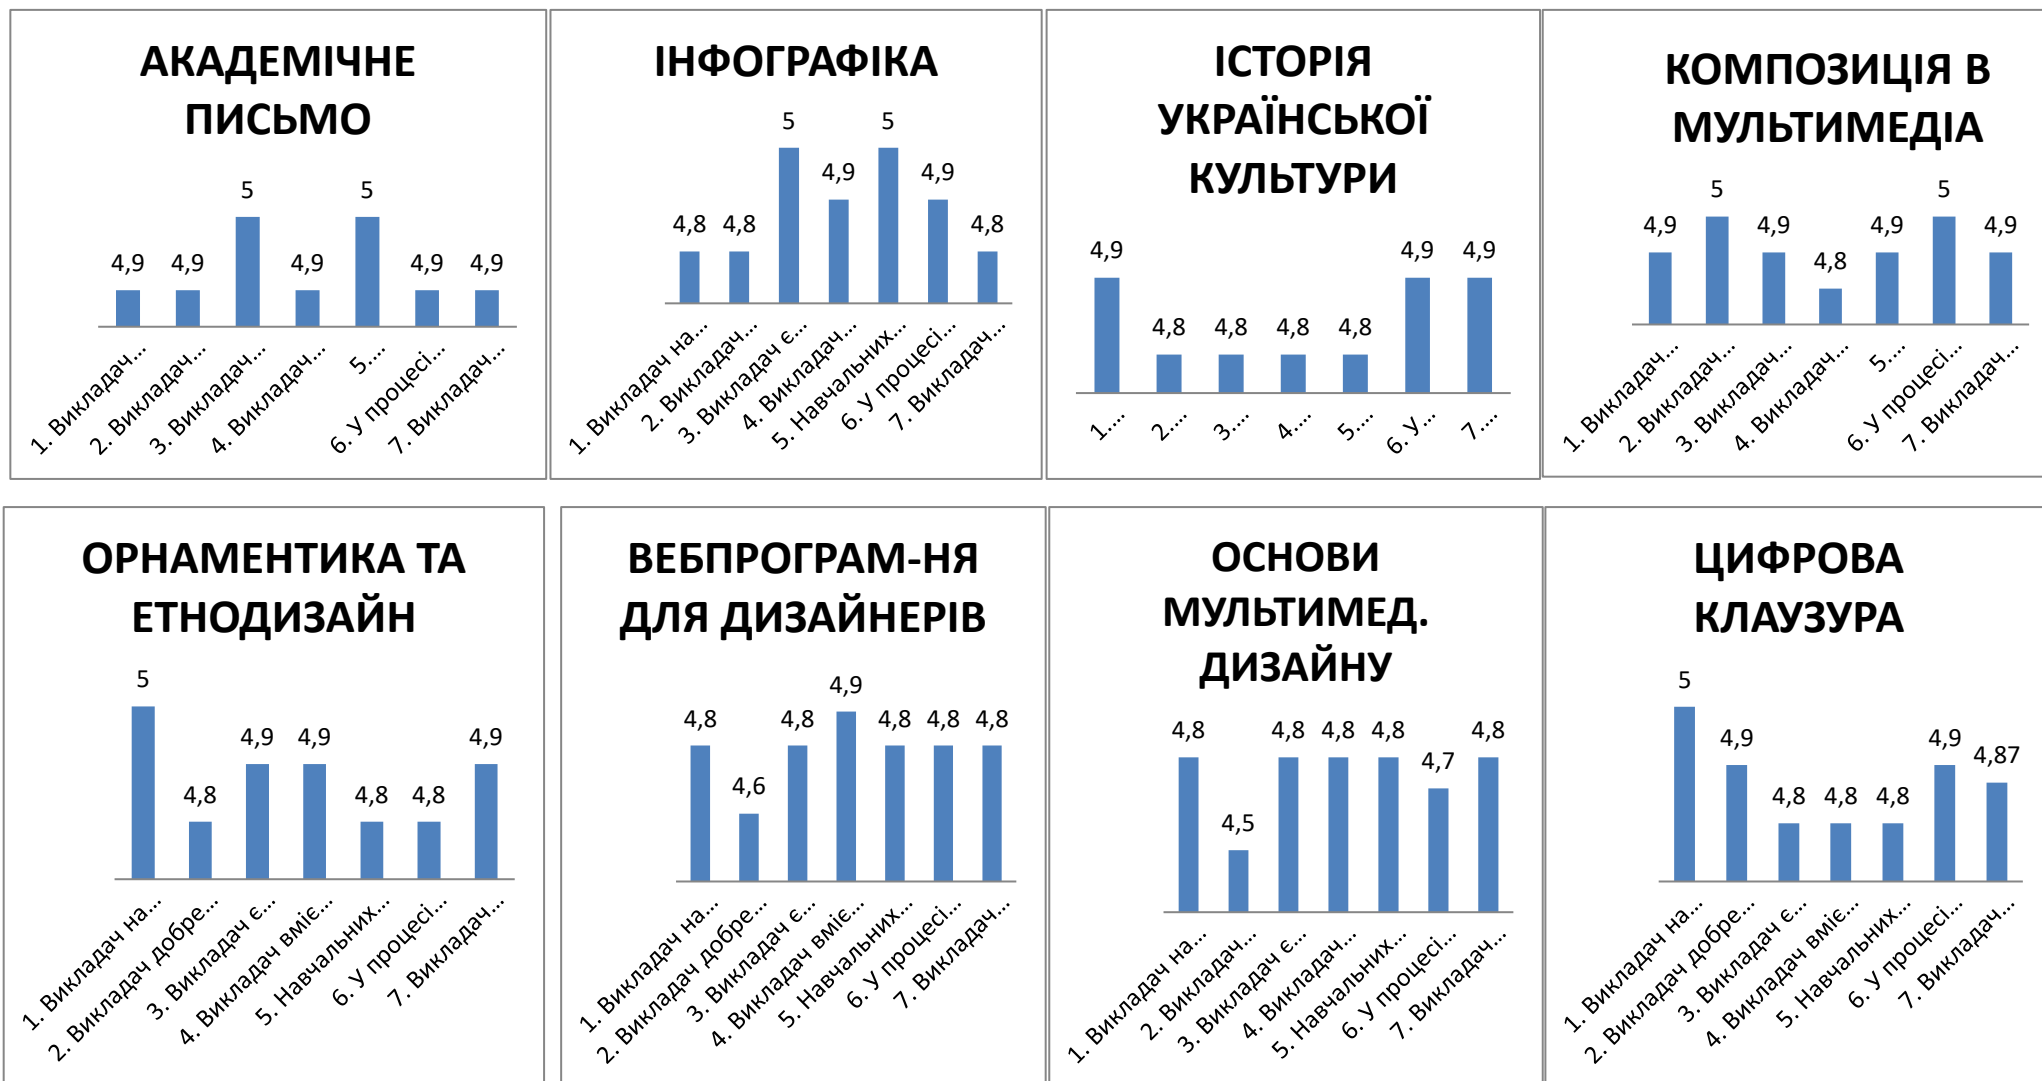 АКАДЕМІЧНЕ
ПИСЬМО
4,9 4,9 5 4,9 5 4,9 4,9
1. Викладач...
2. Викладач...
3. Викладач...
4. Викладач...
5....
6. У процесі...
7. Викладач...
ІНФОГРАФІКА
4,8 4,8 5 4,9 5 4,9 4,8
1. Викладач на...
2. Викладач...
3. Викладач є...
4. Викладач...
5. Навчальних...
6. У процесі...
7. Викладач...
ІСТОРІЯ
УКРАЇНСЬКОЇ
КУЛЬТУРИ
4,9 4,8 4,8 4,8 4,8 4,9 4,9
1....
2....
3....
4....
5....
6. У...
7....
КОМПОЗИЦІЯ В
МУЛЬТИМЕДІА
4,9 5 4,9 4,8 4,9 5 4,9
1. Викладач...
2. Викладач...
3. Викладач...
4. Викладач...
5....
6. У процесі...
7. Викладач...
ОРНАМЕНТИКА ТА
ЕТНОДИЗАЙН
5 4,8 4,9 4,9 4,8 4,8 4,9
1. Викладач на...
2. Викладач добре...
3. Викладач є...
4. Викладач вміє...
5. Навчальних...
6. У процесі...
7. Викладач...
ВЕБПРОГРАМ-НЯ
ДЛЯ ДИЗАЙНЕРІВ
4,8 4,6 4,8 4,9 4,8 4,8 4,8
1. Викладач на...
2. Викладач добре...
3. Викладач є...
4. Викладач вміє...
5. Навчальних...
6. У процесі...
7. Викладач...
ОСНОВИ
МУЛЬТИМЕД.
ДИЗАЙНУ
4,8 4,5 4,8 4,8 4,8 4,7 4,8
1. Викладач на...
2. Викладач...
3. Викладач є...
4. Викладач...
5. Навчальних...
6. У процесі...
7. Викладач...
ЦИФРОВА
КЛАУЗУРА
5 4,9 4,8 4,8 4,8 4,9 4,87
1. Викладач на...
2. Викладач добре...
3. Викладач є...
4. Викладач вміє...
5. Навчальних...
6. У процесі...
7. Викладач...